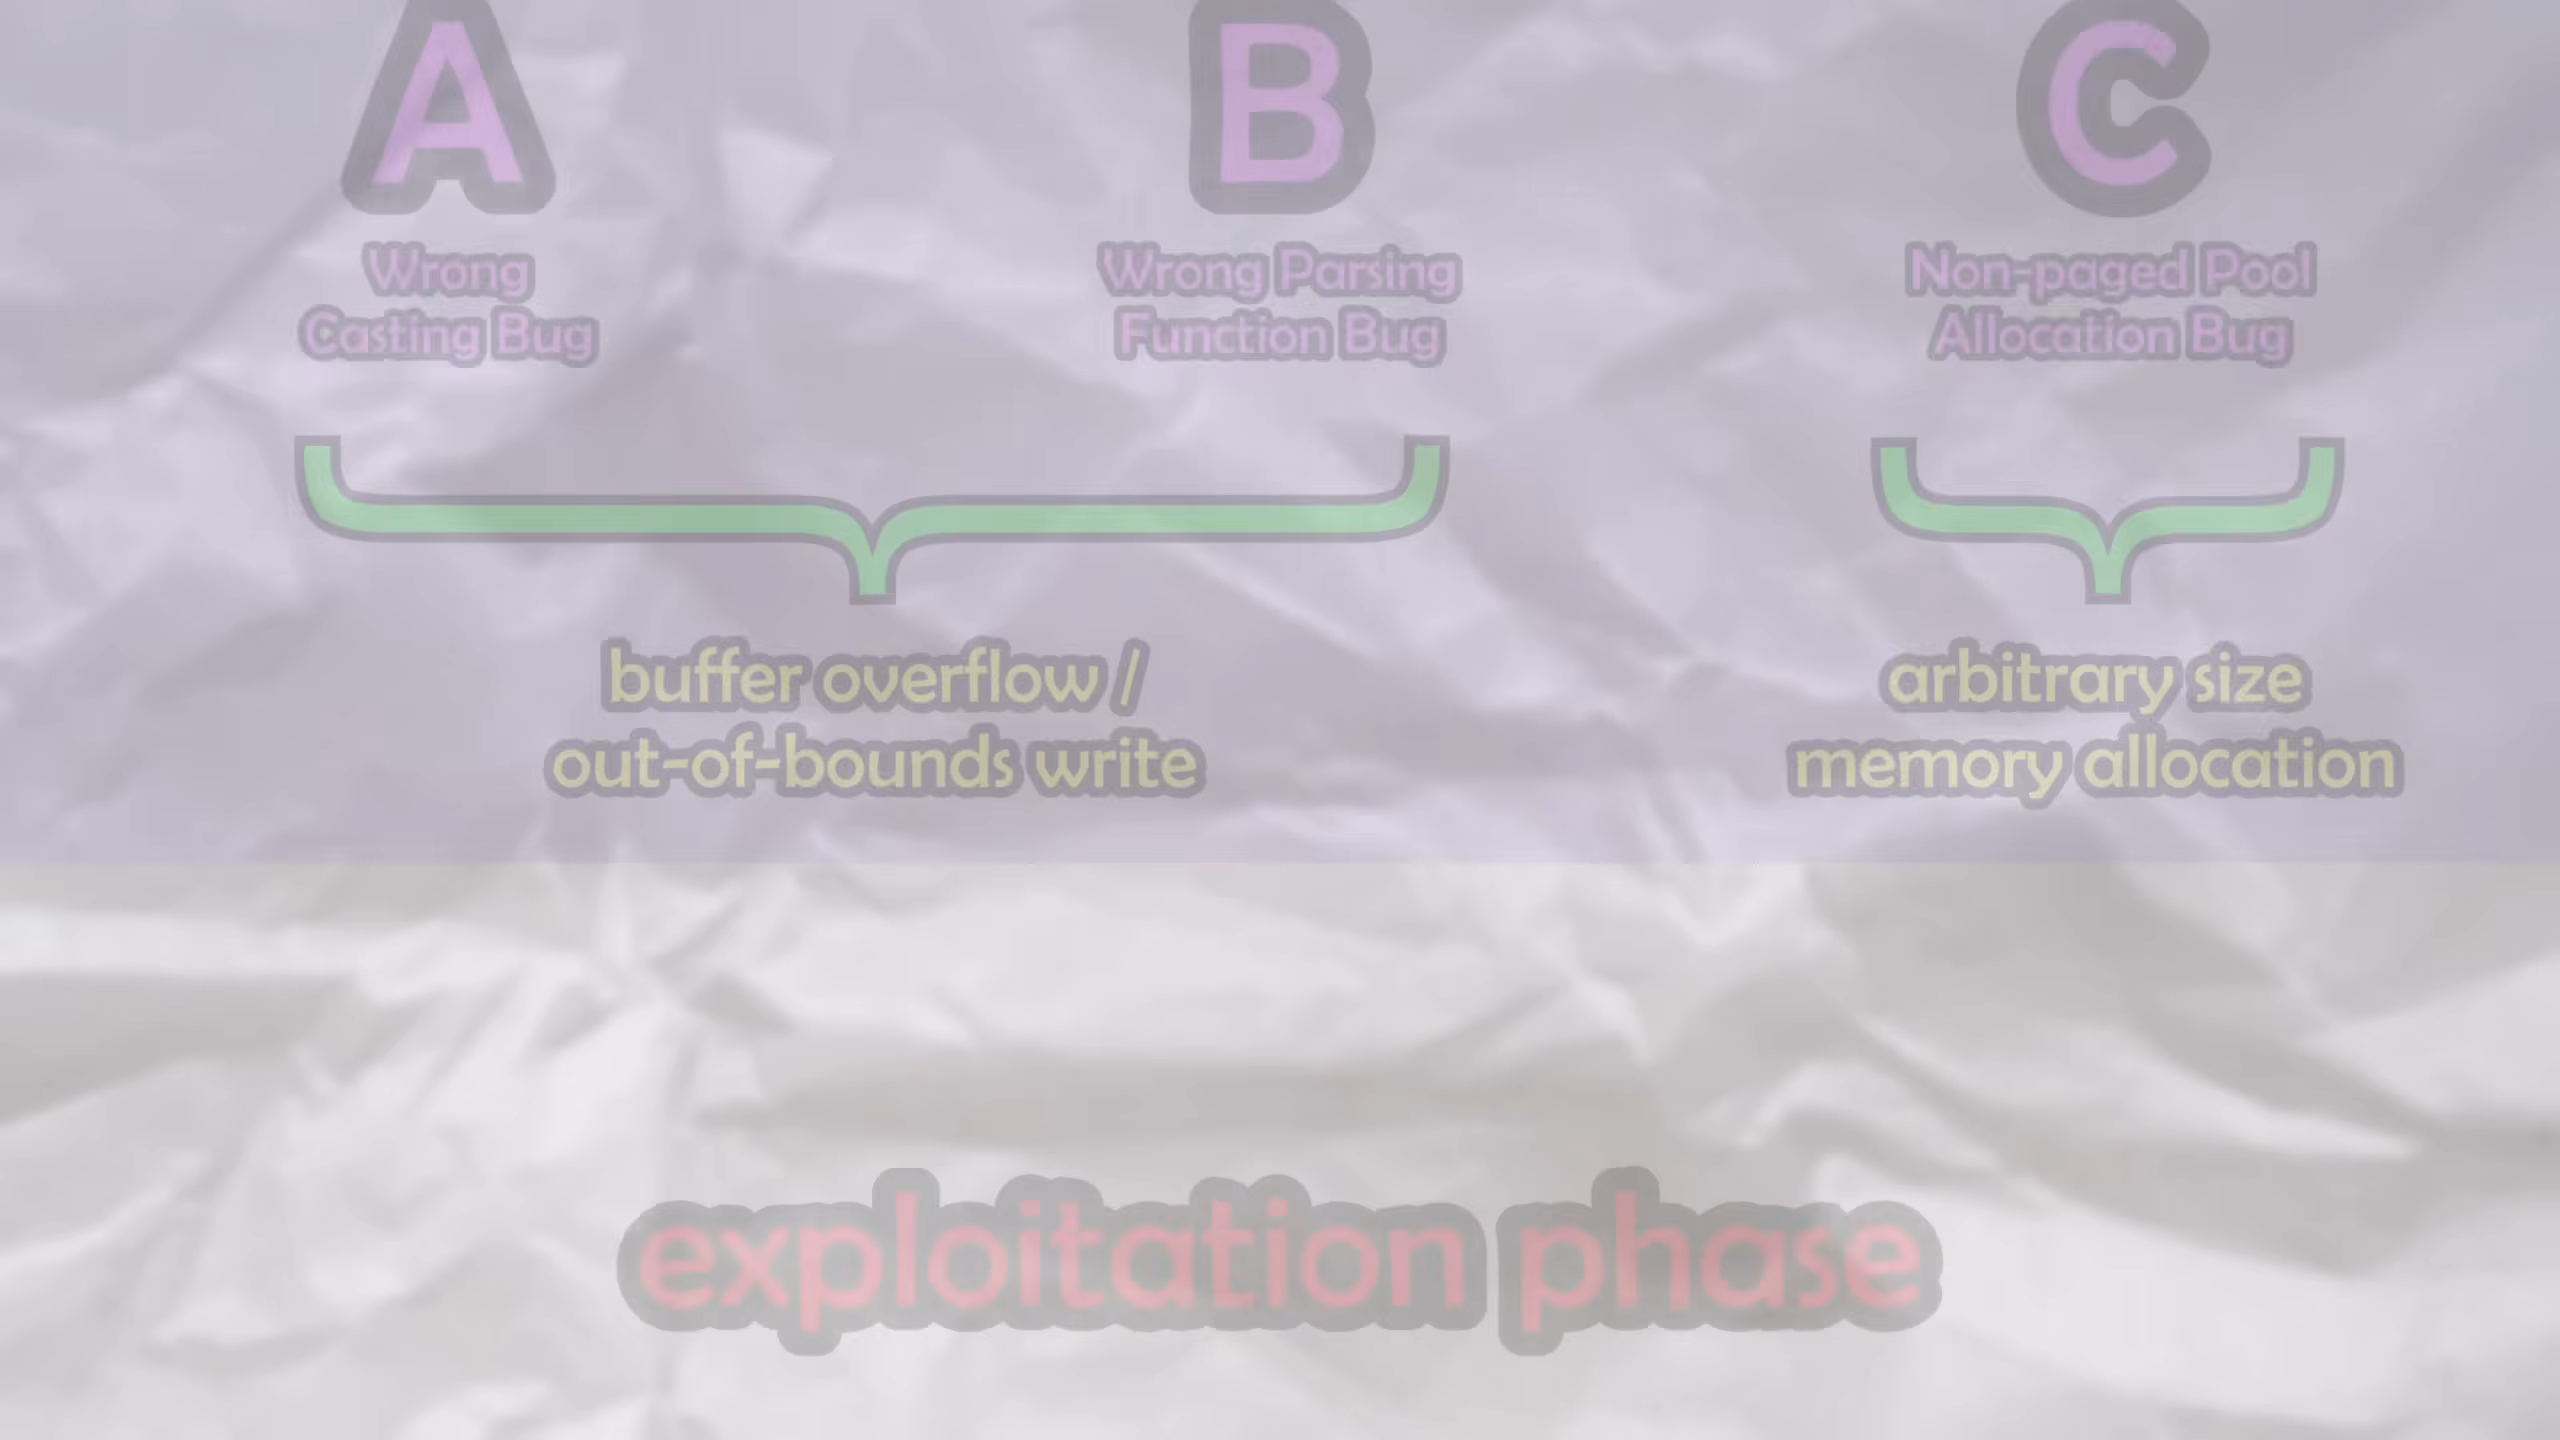 A
B
C
Wrong
Casting Bug
Wrong Parsing
Function Bug
Non-paged Pool
Allocation Bug
buffer overflow /
out-of-bounds write
arbitrary size
memory allocation
exploitation phase